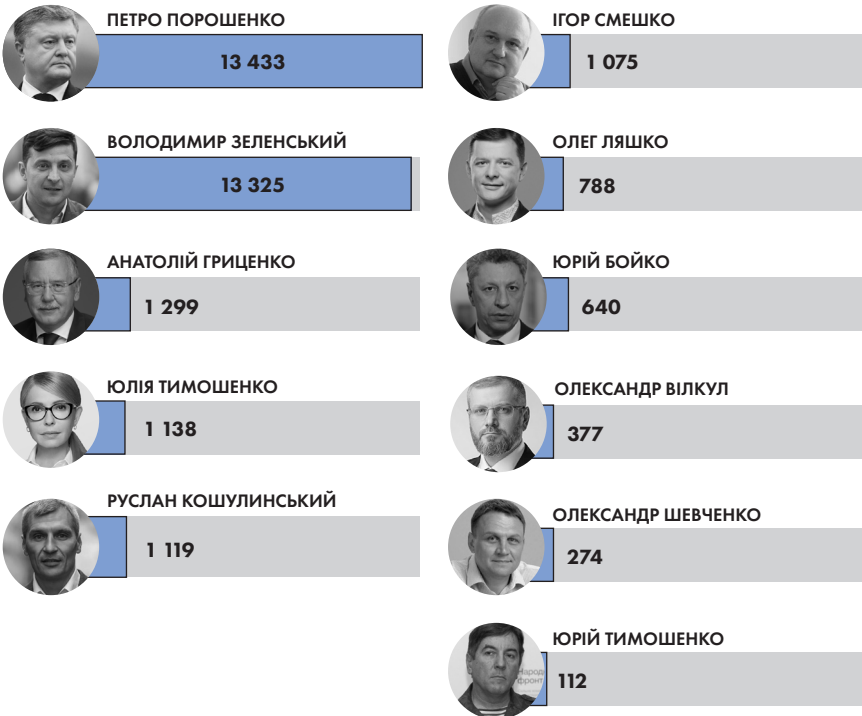 ПЕТРО ПОРОШЕНКО
13 433
ВОЛОДИМИР ЗЕЛЕНСЬКИЙ
13 325
АНАТОЛІЙ ГРИЦЕНКО
1 299
ЮЛІЯ ТИМОШЕНКО
1 138
РУСЛАН КОШУЛИНСЬКИЙ
1 119
ІГОР СМЕШКО
1 075
ОЛЕГ ЛЯШКО
788
ЮРІЙ БОЙКО
640
ОЛЕКСАНДР ВІЛКУЛ
377
ОЛЕКСАНДР ШЕВЧЕНКО
274
ЮРІЙ ТИМОШЕНКО
112
Народ
фронт